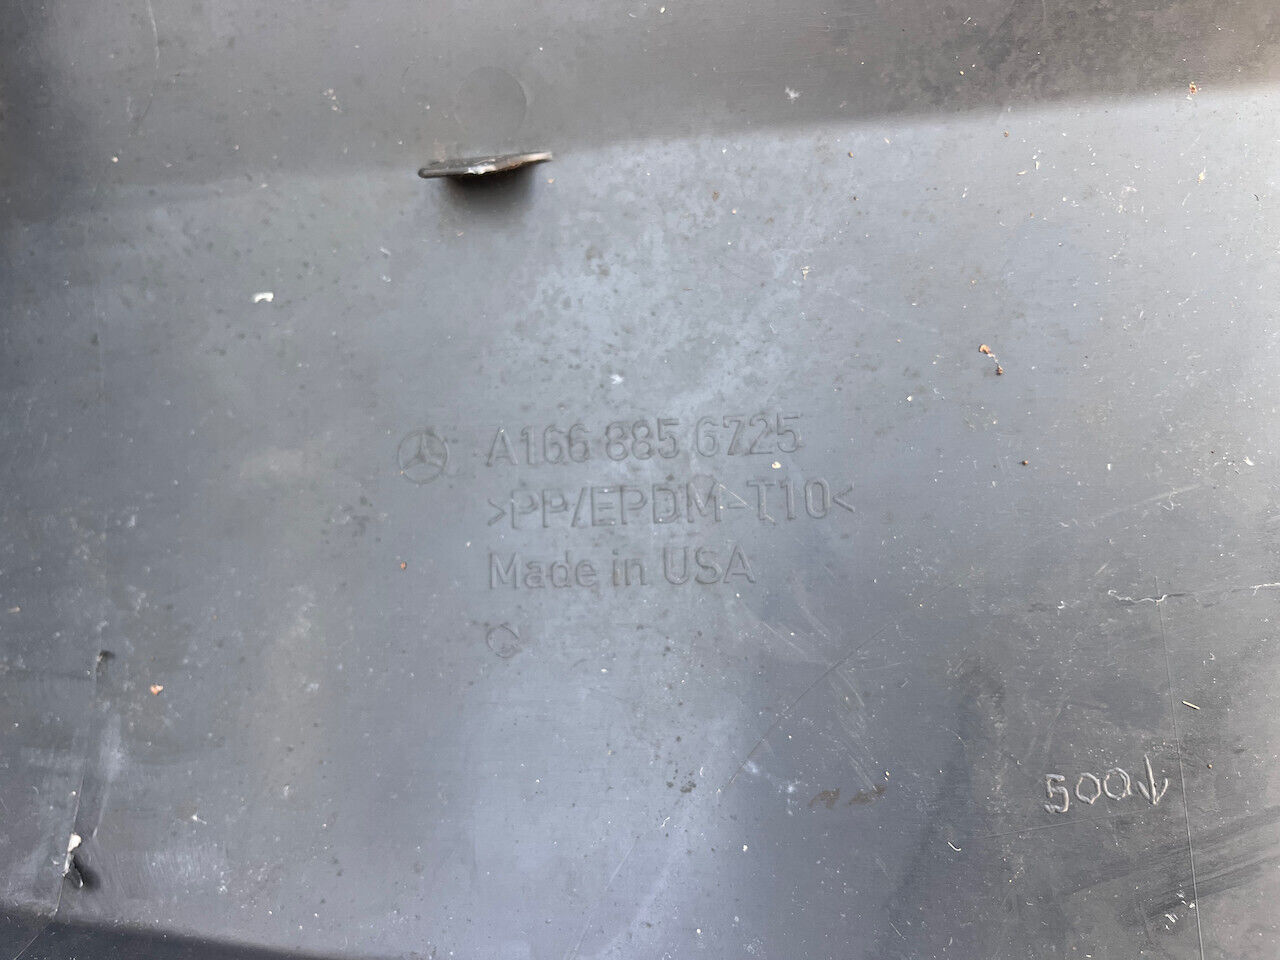 A166 885 6725
>PP/EPDM-T10<
Made in USA
500↓